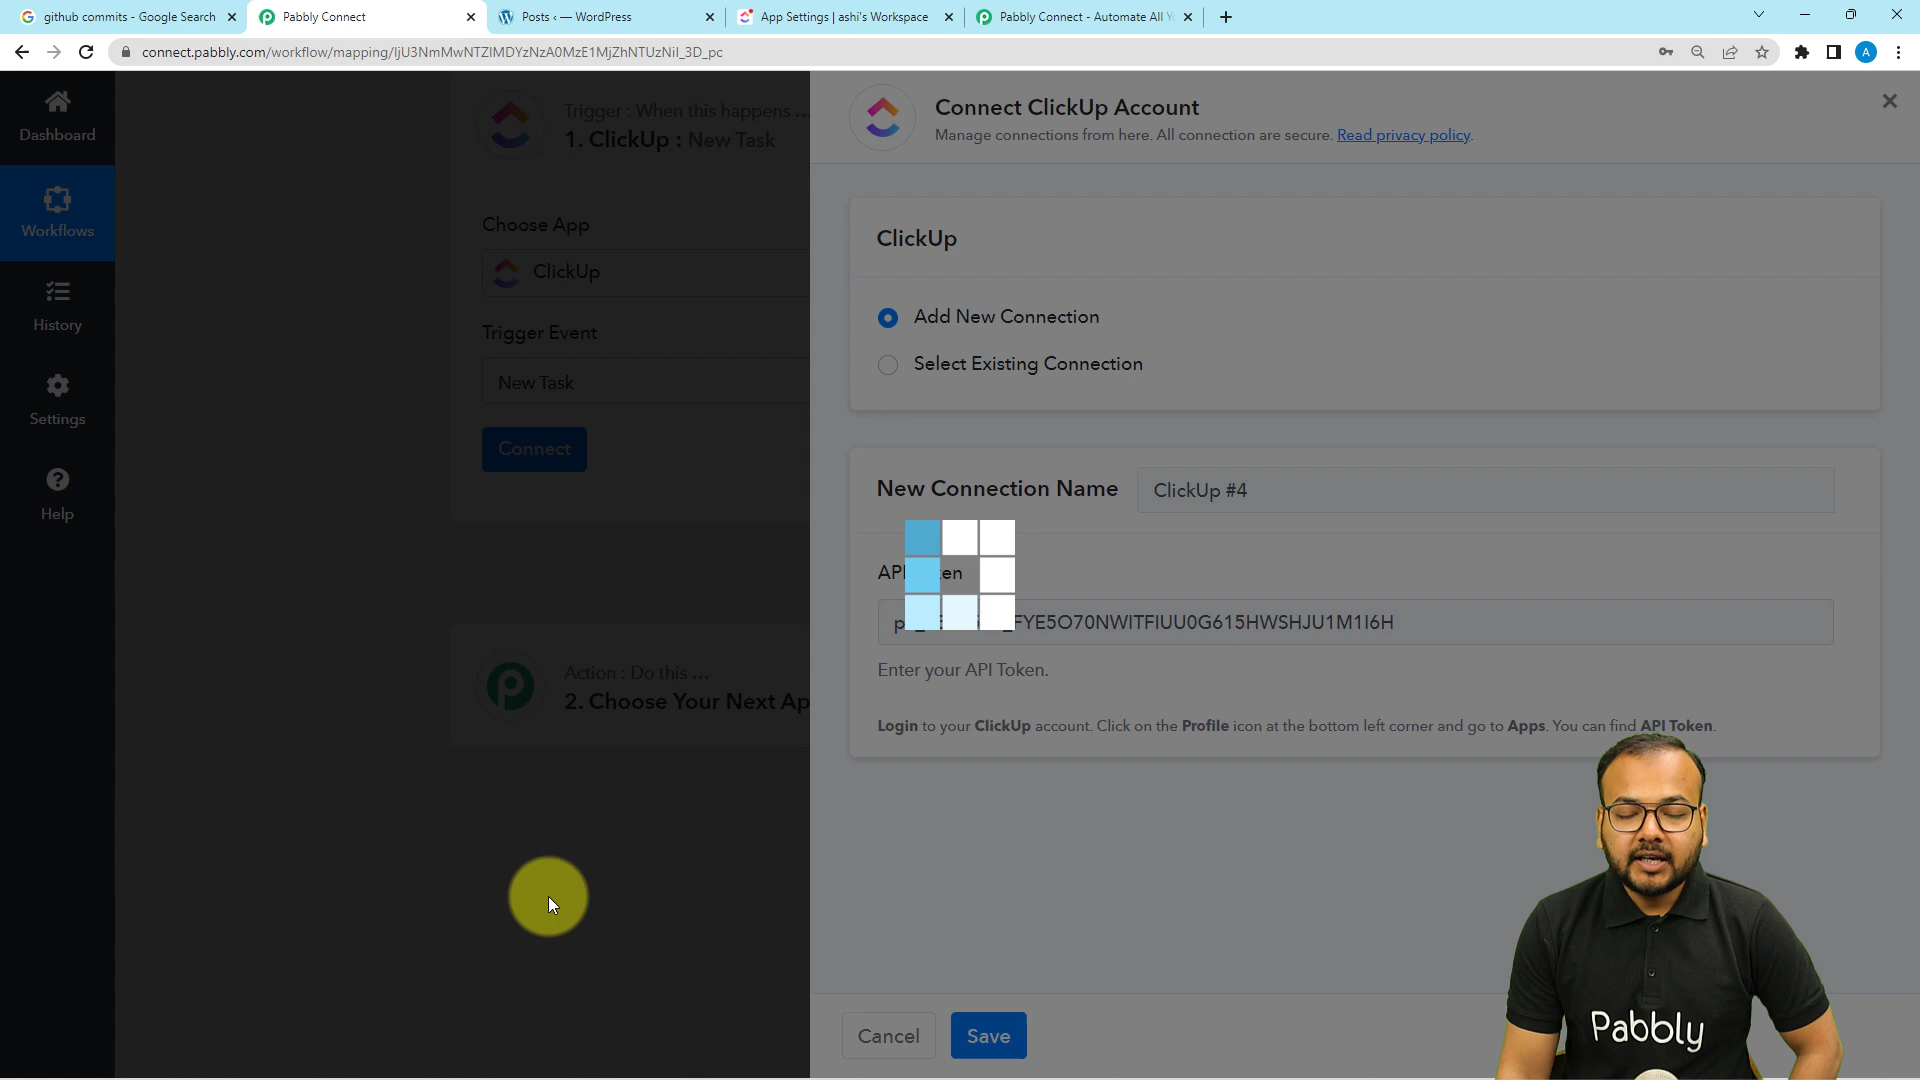 github commits - Google Search
Pabbly Connect
Posts ‹ — WordPress
App Settings | ashi's Workspace
Pabbly Connect - Automate All
connect.pabbly.com/workflow/mapping/
A
Dashboard
Workflows
History
Settings
Help
Trigger : When this happens ...
1. ClickUp : New Task
Choose App
ClickUp
Trigger Event
New Task
Connect
Action : Do this ...
2. Choose Your Next Ap
Connect ClickUp Account
Manage connections from here. All connection are secure. Read privacy policy.
ClickUp
Add New Connection
Select Existing Connection
New Connection Name
ClickUp #4
Enter your API Token.
Login to your ClickUp account. Click on the Profile icon at the bottom left corner and go to Apps. You can find API Token.
Cancel
Save
Pabbly